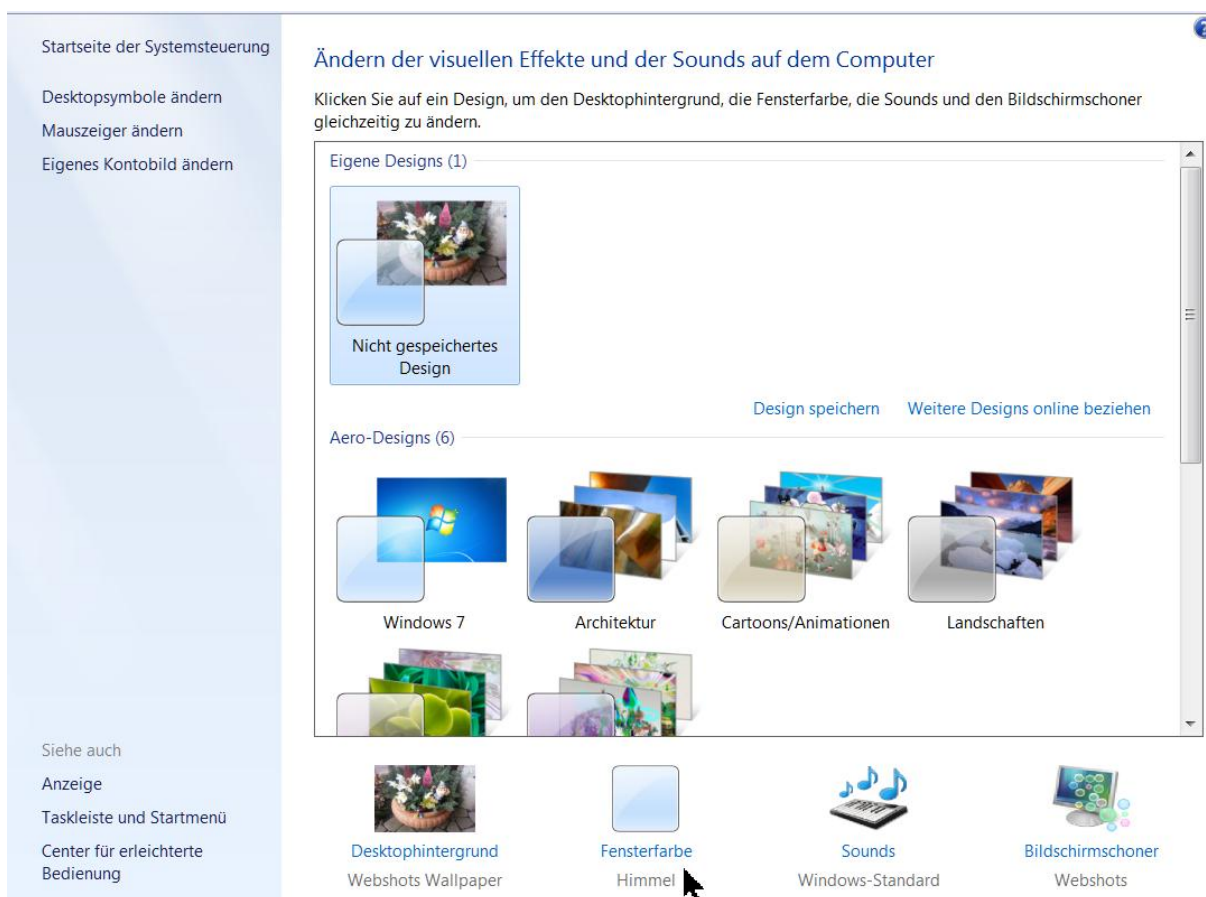 Startseite der Systemsteuerung
Desktopsymbole ändern
Mauszeiger ändern
Eigenes Kontobild ändern
Ändern der visuellen Effekte und der Sounds auf dem Computer
Klicken Sie auf ein Design, um den Desktophintergrund, die Fensterfarbe, die Sounds und den Bildschirmschoner
gleichzeitig zu ändern.
Eigene Designs (1)
Nicht gespeichertes
Design
Design speichern Weitere Designs online beziehen
Aero-Designs (6)
Windows 7 Architektur Cartoons/Animationen Landschaften
Siehe auch
Anzeige
Taskleiste und Startmenü
Center für erleichterte
Bedienung
Desktophintergrund Fensterfarbe Sounds Bildschirmschoner
Webshots Wallpaper Himmel Windows-Standard Webshots